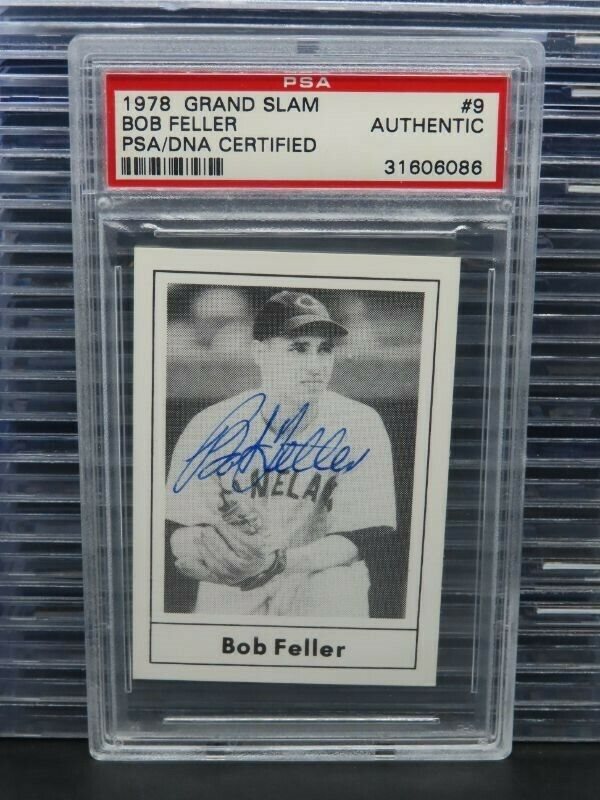 PSA
1978 GRAND SLAM #9
BOB FELLER AUTHENTIC
PSA/DNA CERTIFIED 31606086
Bob Feller
Bob Feller